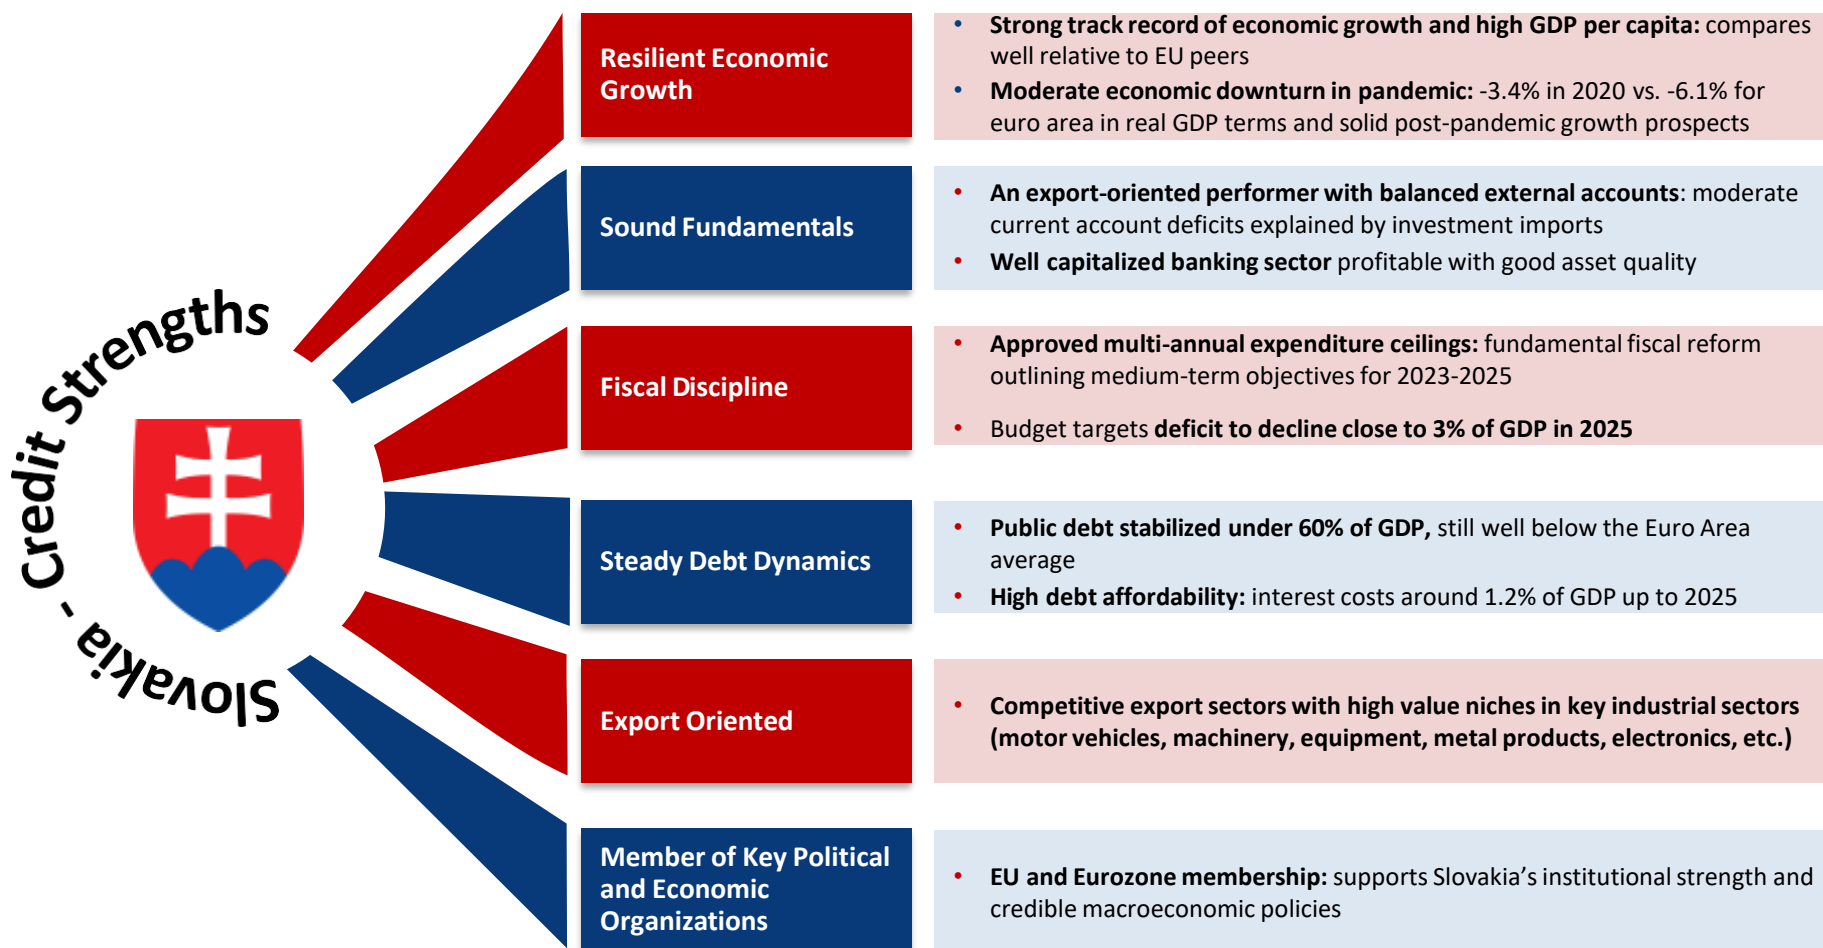 Slovakia - Credit Strengths
Resilient Economic
Growth
• Strong track record of economic growth and high GDP per capita: compares
well relative to EU peers
• Moderate economic downturn in pandemic: -3.4% in 2020 vs. -6.1% for
euro area in real GDP terms and solid post-pandemic growth prospects
Sound Fundamentals
• An export-oriented performer with balanced external accounts: moderate
current account deficits explained by investment imports
• Well capitalized banking sector profitable with good asset quality
Fiscal Discipline
• Approved multi-annual expenditure ceilings: fundamental fiscal reform
outlining medium-term objectives for 2023-2025
• Budget targets deficit to decline close to 3% of GDP in 2025
Steady Debt Dynamics
• Public debt stabilized under 60% of GDP, still well below the Euro Area
average
• High debt affordability: interest costs around 1.2% of GDP up to 2025
Export Oriented
• Competitive export sectors with high value niches in key industrial sectors
(motor vehicles, machinery, equipment, metal products, electronics, etc.)
Member of Key Political
and Economic
Organizations
• EU and Eurozone membership: supports Slovakia’s institutional strength and
credible macroeconomic policies